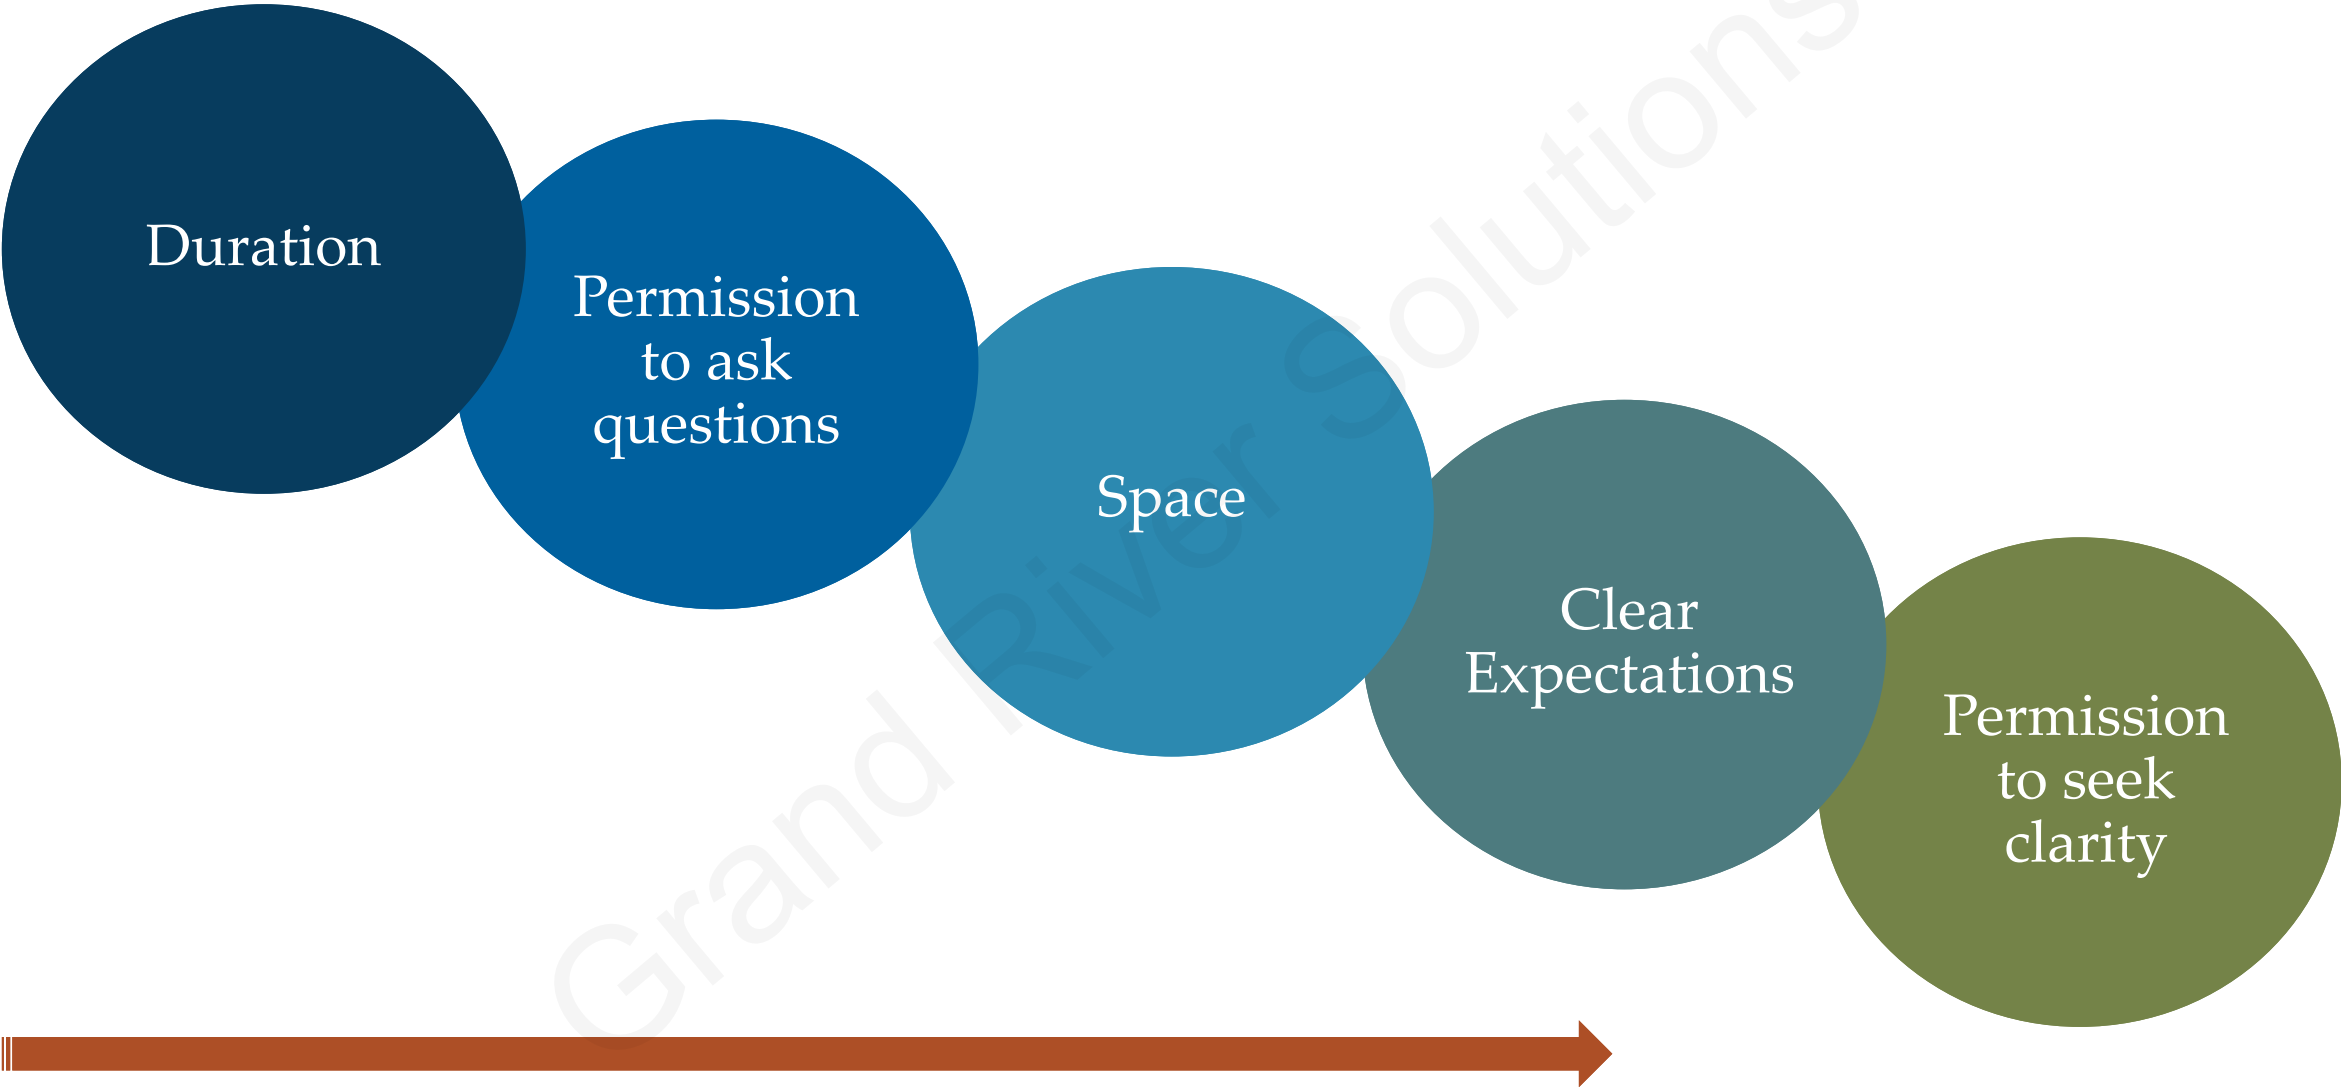 Duration
Permission
to ask
questions
Space
Clear
Expectations
Permission
to seek
clarity
Grand River Solutions